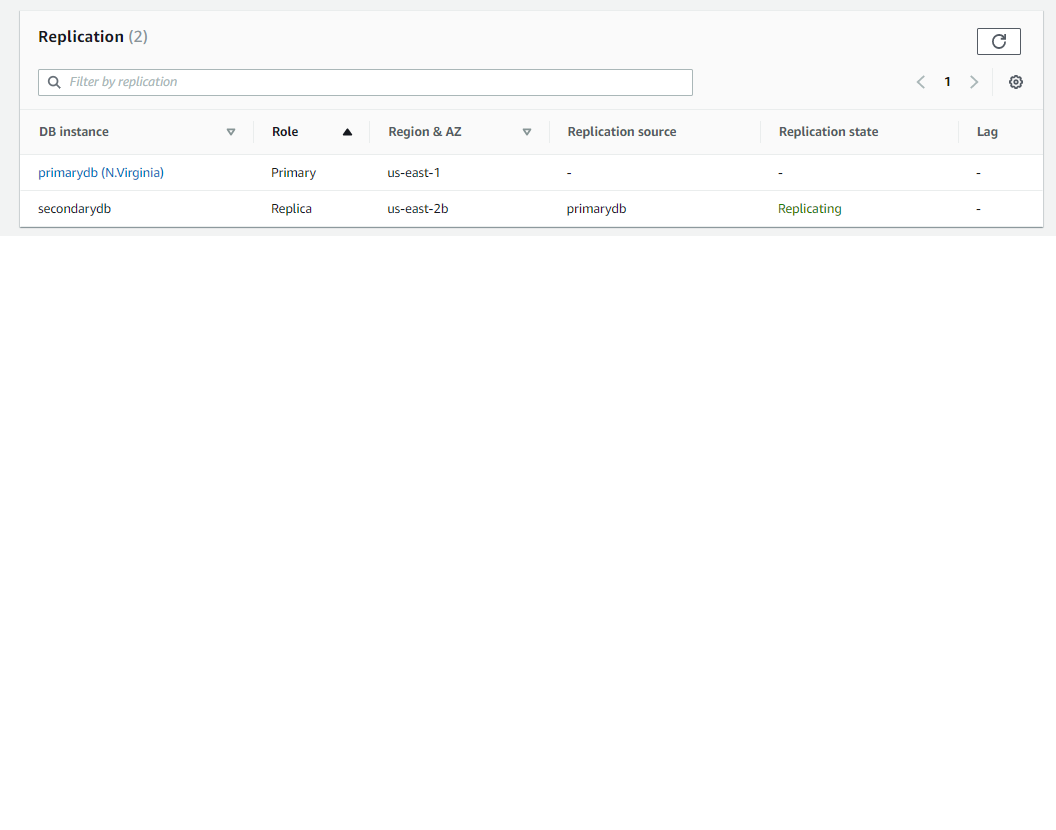 Replication (2)
Filter by replication
1
DB instance Role Region & AZ Replication source Replication state Lag
primarydb (N.Virginia) Primary us-east-1 - - -
secondarydb Replica us-east-2b primarydb Replicating -